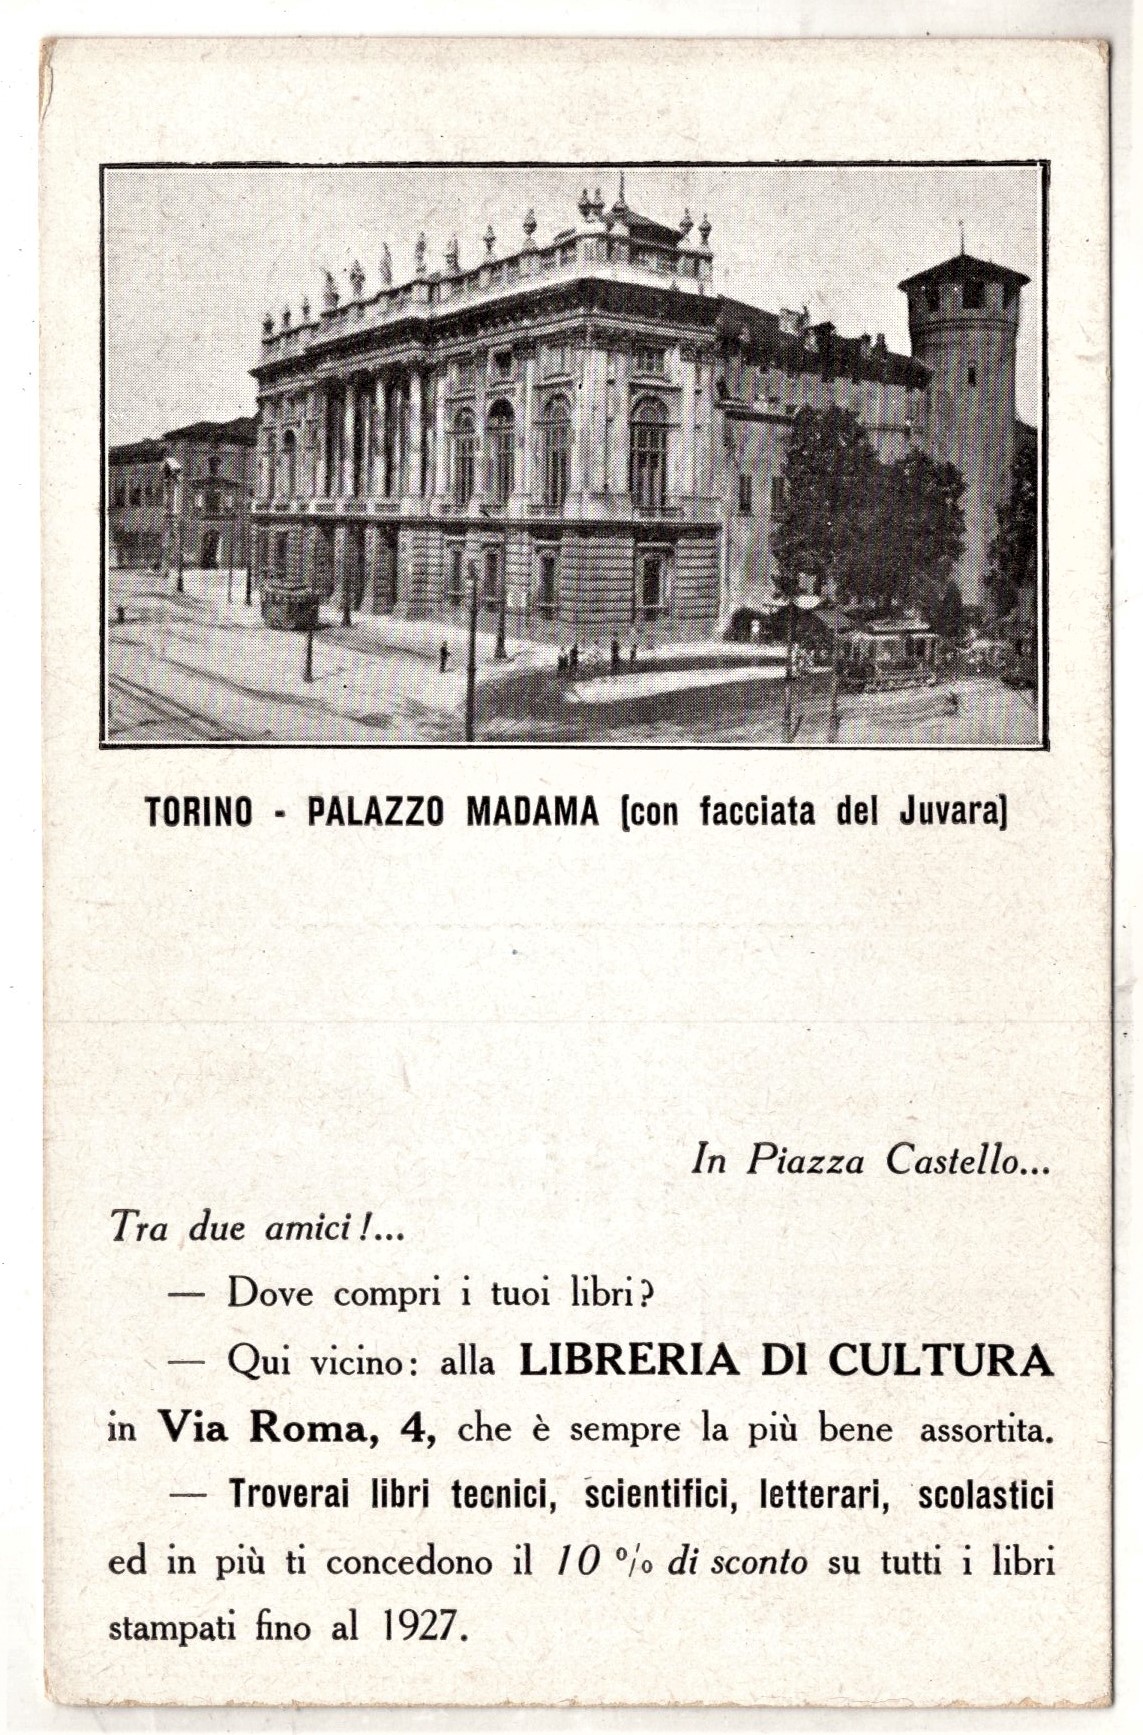 TORINO - PALAZZO MADAMA (con facciata del Juvara)
In Piazza Castello...
Tra due amici!...
— Dove compri i tuoi libri?
— Qui vicino: alla LIBRERIA DI CULTURA
in Via Roma, 4, che è sempre la più bene assortita.
— Troverai libri tecnici, scientifici, letterari, scolastici
ed in più ti concedono il 10 % di sconto su tutti i libri
stampati fino al 1927.